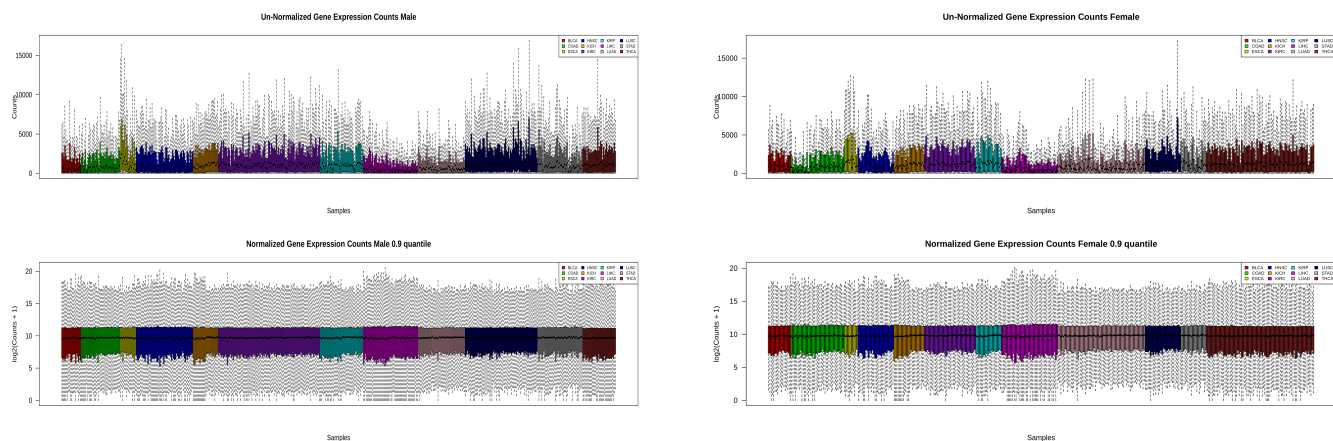 Un-Normalized Gene Expression Counts Male
Counts
15000
10000
5000
0
BLCA HNSC KIRP LUSC
COAD KICH LIHC STAD
ESCA KIRC LUAD THCA
Samples
Un-Normalized Gene Expression Counts Female
Counts
15000
10000
5000
0
BLCA HNSC KIRP LUSC
COAD KICH LIHC STAD
ESCA KIRC LUAD THCA
Samples
Normalized Gene Expression Counts Male 0.9 quantile
log2(Counts + 1)
20
15
10
5
0
BLCA HNSC KIRP LUSC
COAD KICH LIHC STAD
ESCA KIRC LUAD THCA
Samples
Normalized Gene Expression Counts Female 0.9 quantile
log2(Counts + 1)
20
15
10
5
0
BLCA HNSC KIRP LUSC
COAD KICH LIHC STAD
ESCA KIRC LUAD THCA
Samples